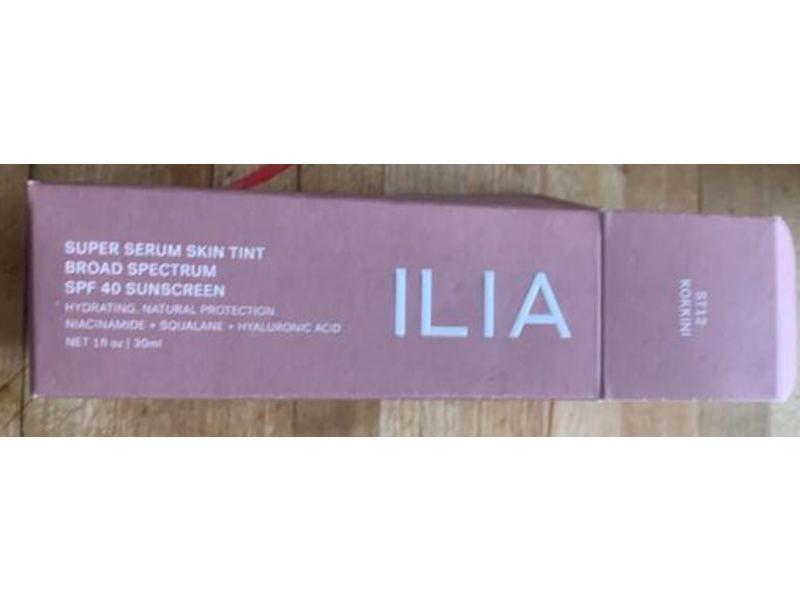 SUPER SERUM SKIN TINT
BROAD SPECTRUM
SPF 40 SUNSCREEN
HYDRATING, NATURAL PROTECTION
NIACINAMIDE + SQUALANE + HYALURONIC ACID
NET 1fl oz | 30ml
ILIA
ST12
KOKKINI